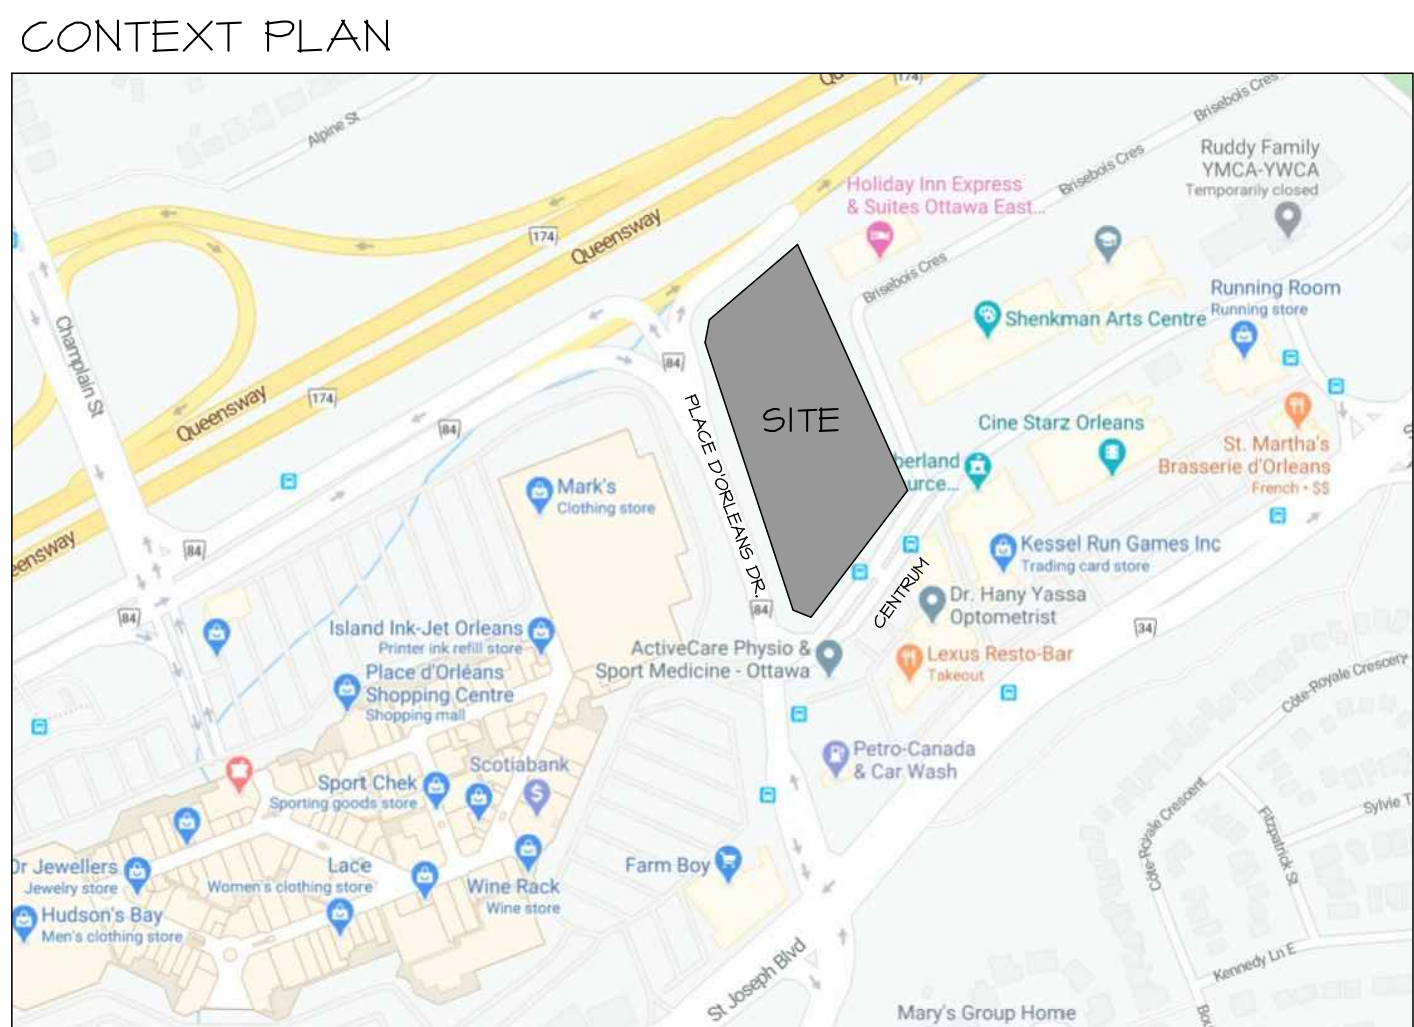 CONTEXT PLAN
174
Alpine St
Brisebois Cres
Brisebois Cres
Ruddy Family
YMCA-YWCA
Temporarily closed
Holiday Inn Express
& Suites Ottawa East...
174
Queensway
Brisebois Cres
Running Room
Running store
Shenkman Arts Centre
Champlain St
84
174
Queensway
84
PLACE D'ORLEANS DR.
SITE
Cine Starz Orleans
St. Martha's
Brasserie d'Orleans
French • $$
berland
urce...
Mark's
Clothing store
ensway
84
Kessel Run Games Inc
Trading card store
CENTRUM
Dr. Hany Yassa
Optometrist
84
84
34
Island Ink-Jet Orleans
Printer ink refill store
ActiveCare Physio &
Sport Medicine - Ottawa
Lexus Resto-Bar
Takeout
Place d'Orléans
Shopping Centre
Shopping mall
Côte-Royale Crescent
Petro-Canada
& Car Wash
Scotiabank
Sport Chek
Sporting goods store
Côte-Royale Crescent
Fitzpatrick St
Sylvie T
Farm Boy
Or Jewellers
Jewelry store
Lace
Women's clothing store
Wine Rack
Wine store
Hudson's Bay
Men's clothing store
St Joseph Blvd
Kennedy Ln E
Mary's Group Home